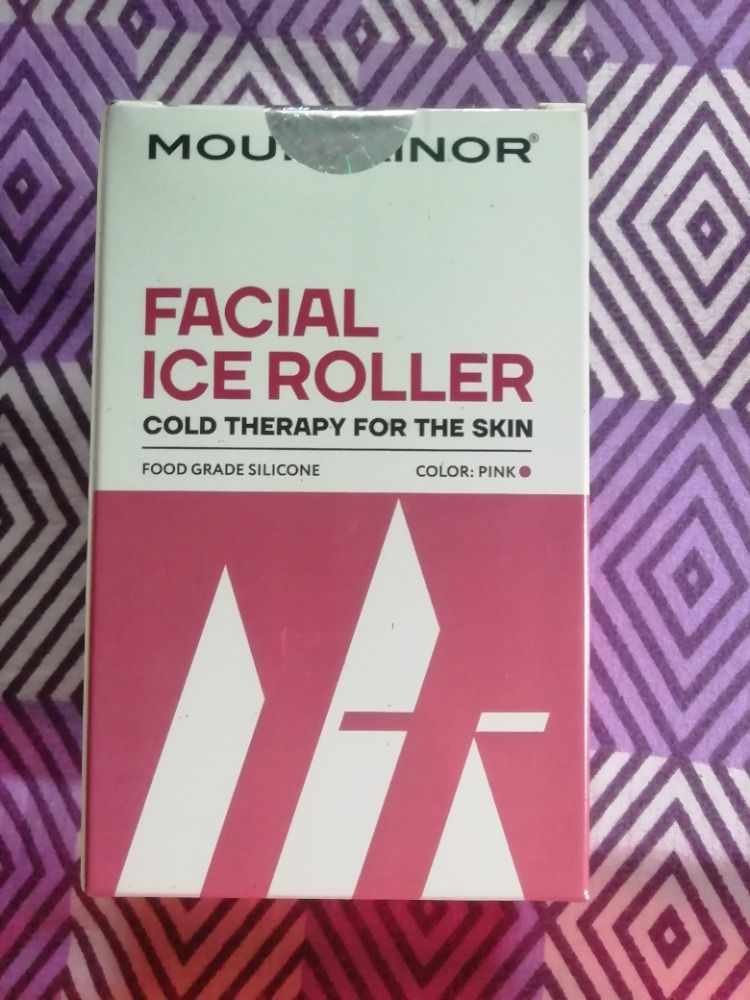 FACIAL
ICE ROLLER
COLD THERAPY FOR THE SKIN
FOOD GRADE SILICONE COLOR: PINK